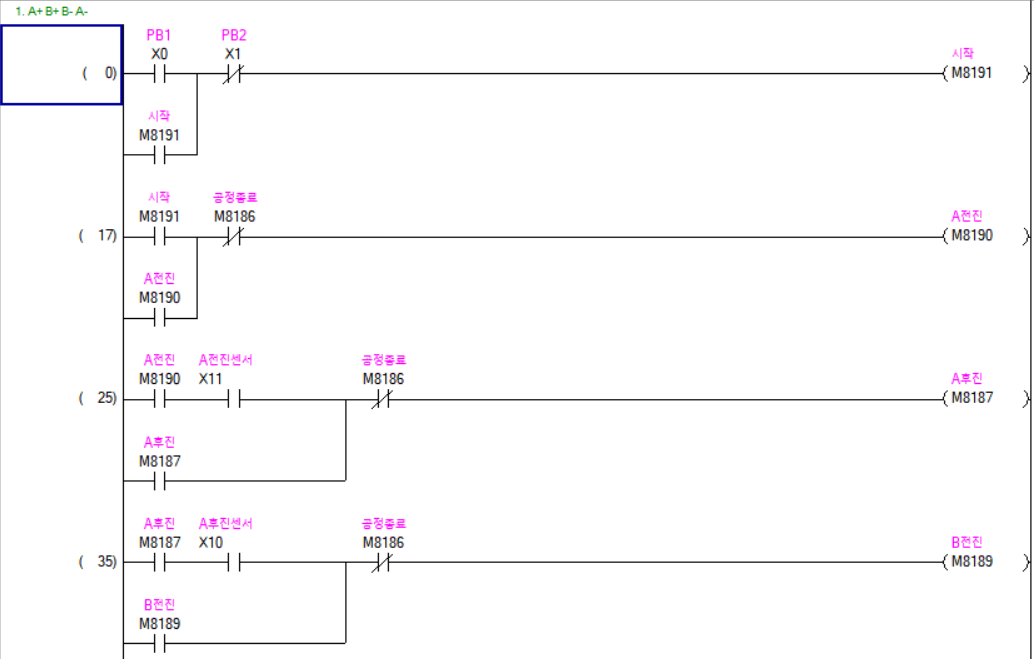 1. A+ B+ B- A-
PB1 PB2
X0 X1 시작
( 0) ( M8191 )
시작
M8191
시작 공정종료
M8191 M8186 A전진
( 17) ( M8190 )
A전진
M8190
A전진 A전진센서 공정종료
M8190 X11 M8186 A후진
( 25) ( M8187 )
A후진
M8187
A후진 A후진센서 공정종료
M8187 X10 M8186 B전진
( 35) ( M8189 )
B전진
M8189